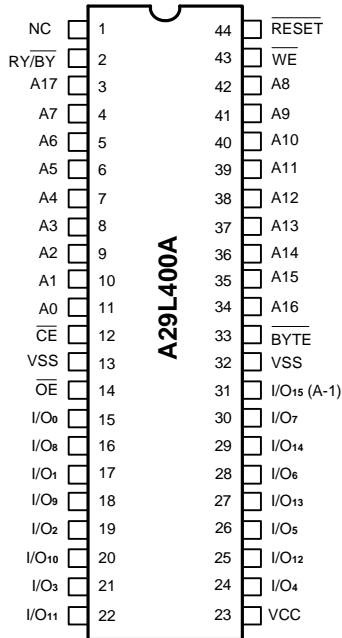 NC 1 44 RESET
RY/BY 2 43 WE
A17 3 42 A8
A7 4 41 A9
A6 5 40 A10
A5 6 39 A11
A4 7 38 A12
A3 8 37 A13
A2 9 36 A14
A1 10 35 A15
A0 11 34 A16
CE 12 33 BYTE
VSS 13 32 VSS
OE 14 31 I/O15 (A-1)
I/O0 15 30 I/O7
I/O8 16 29 I/O14
I/O1 17 28 I/O6
I/O9 18 27 I/O13
I/O2 19 26 I/O5
I/O10 20 25 I/O12
I/O3 21 24 I/O4
I/O11 22 23 VCC
A29L400A